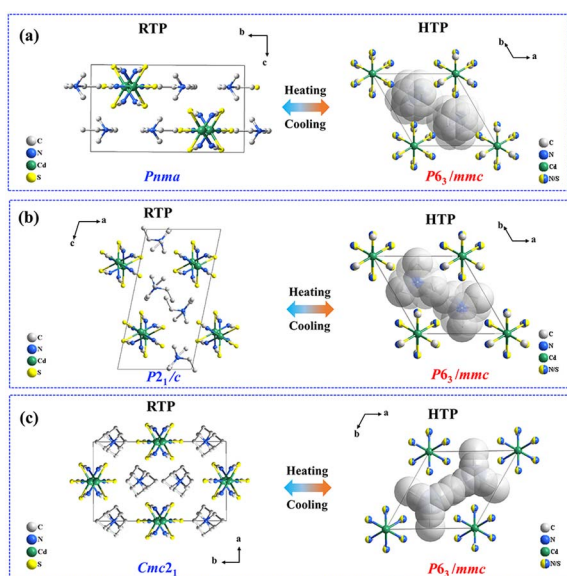 (a)
RTP
HTP
b
c
b
a
Heating
Cooling
C
N
Cd
S
C
N
Cd
N/S
Pnma
P6₃/mmc
(b)
RTP
HTP
a
c
b
a
Heating
Cooling
C
N
Cd
S
C
N
Cd
N/S
P2₁/c
P6₃/mmc
(c)
RTP
HTP
a
b
Heating
Cooling
C
N
Cd
S
a
b
C
N
Cd
N/S
Cmc2₁
P6₃/mmc